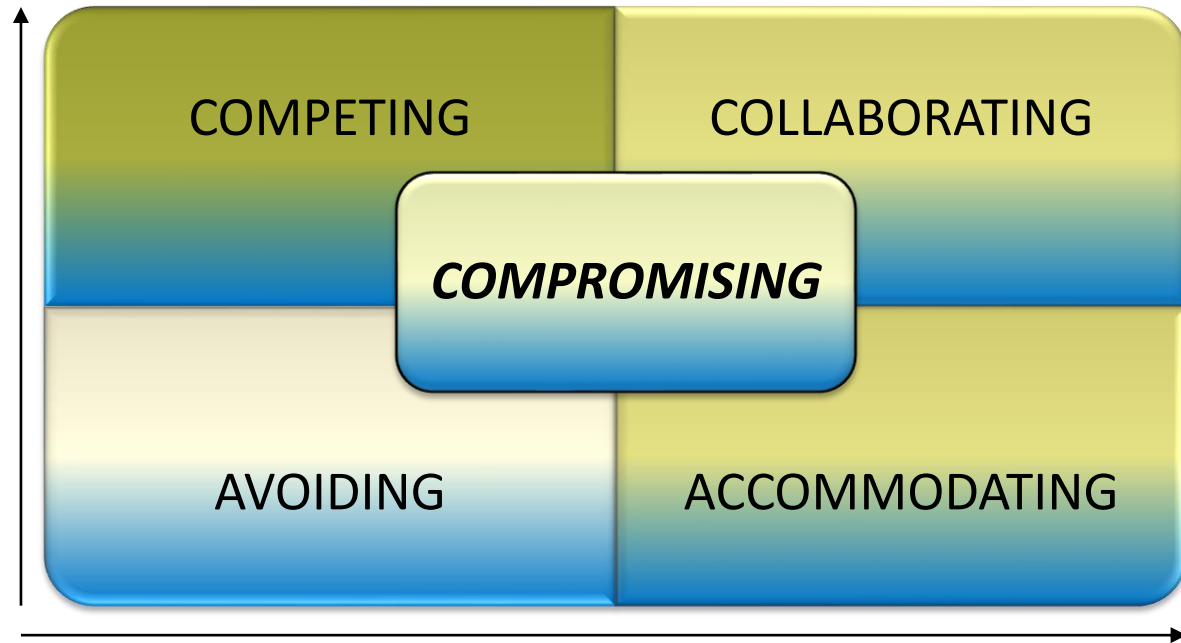 COMPETING
COLLABORATING
COMPROMISING
AVOIDING
ACCOMMODATING